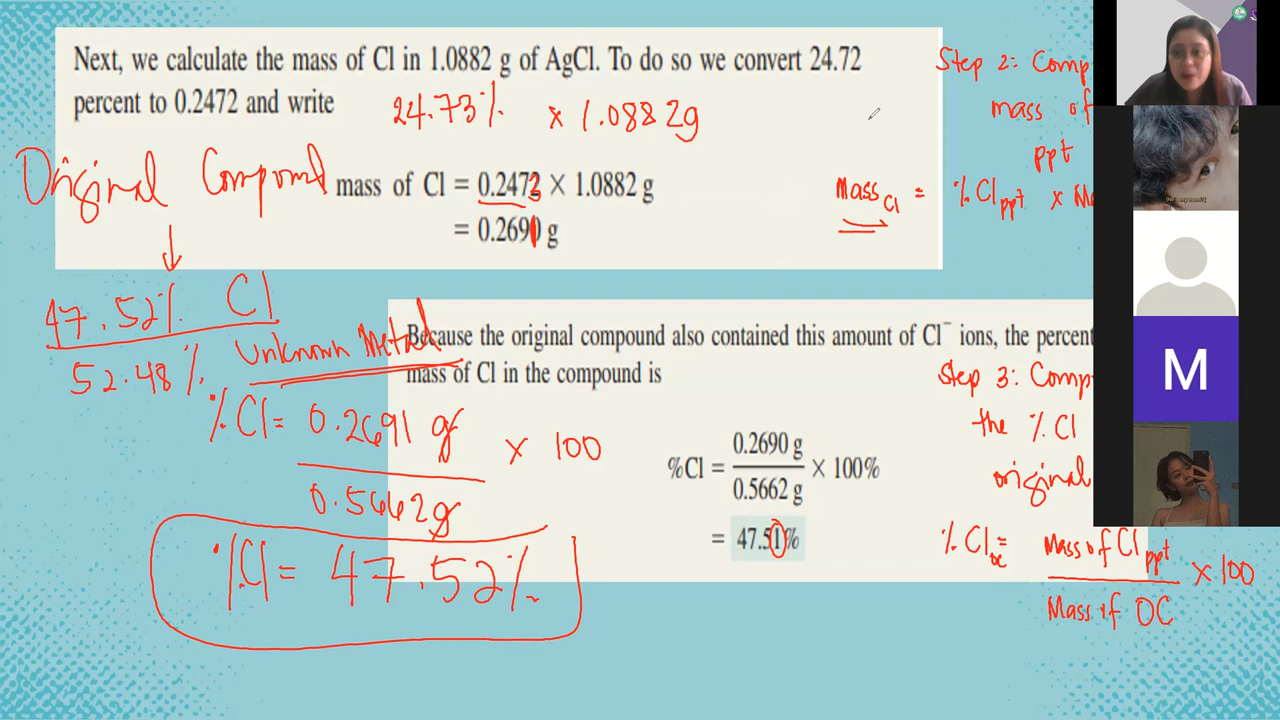 Next, we calculate the mass of Cl in 1.0882 g of AgCl. To do so we convert 24.72
percent to 0.2472 and write
24.73% × 1.0882g
Original Compound
mass of Cl = 0.2472 × 1.0882 g
3
= 0.2690 g
1
47.52% Cl
52.48% Unknown Metal
Step 2: Comp
mass of
ppt
Mass Cl = % Cl ppt × Ma
Because the original compound also contained this amount of Cl⁻ ions, the percent
mass of Cl in the compound is
%Cl = 0.2691 g
0.5662g
× 100
%Cl = 47.52%
%Cl = 0.2690 g
0.5662 g
× 100%
= 47.51%
Step 3: Comp
the % Cl
original
% Cl oc = Mass of Cl ppt
Mass of OC
× 100
M